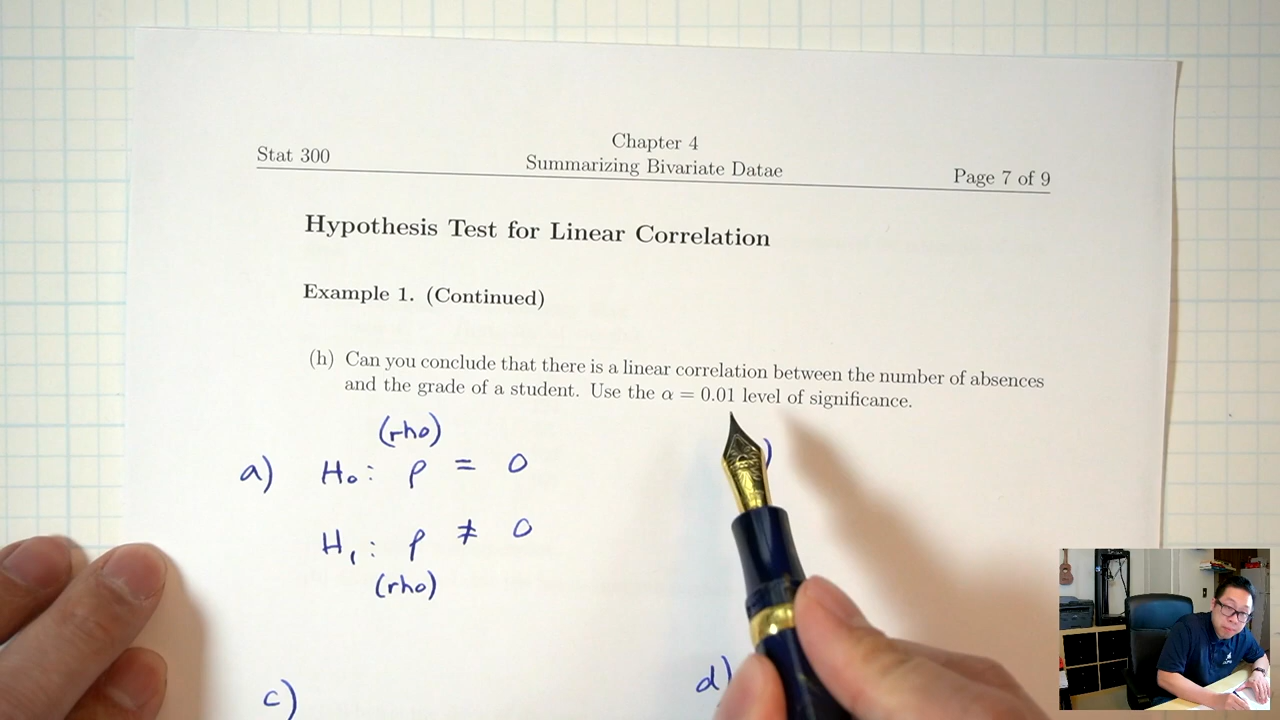 Stat 300
Chapter 4
Summarizing Bivariate Datae
Page 7 of 9
Hypothesis Test for Linear Correlation
Example 1. (Continued)
(h) Can you conclude that there is a linear correlation between the number of absences
and the grade of a student. Use the α = 0.01 level of significance.
(rho)
a) H₀: ρ = 0
H₁: ρ ≠ 0
(rho)
c)
d)